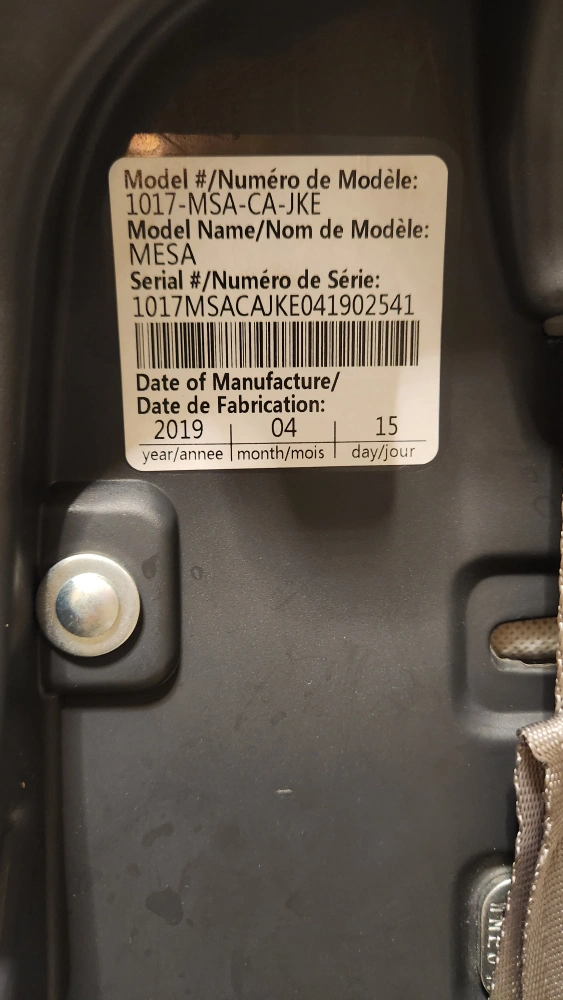 Model #/Numéro de Modèle:
1017-MSA-CA-JKE
Model Name/Nom de Modèle:
MESA
Serial #/Numéro de Série:
1017MSACAJKE041902541
Date of Manufacture/
Date de Fabrication:
2019 04 15
year/annee month/mois day/jour